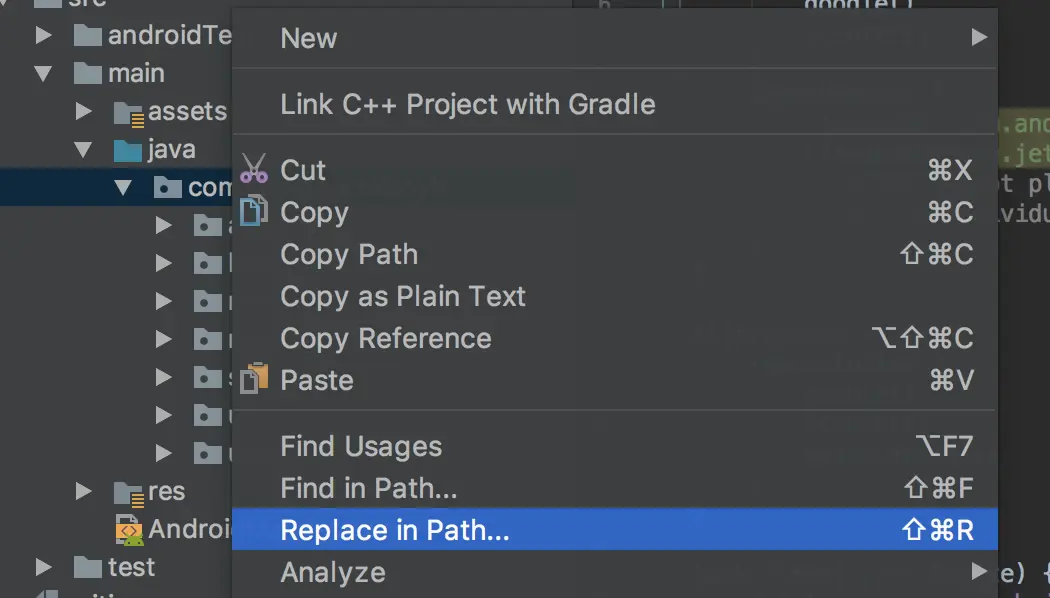 src
androidTe
New
main
Link C++ Project with Gradle
assets
.and
java
.jet
Cut ⌘X
com
Copy ⌘C
vidu
Copy Path ⇧⌘C
Copy as Plain Text
Copy Reference ⌥⇧⌘C
Paste ⌘V
Find Usages ⌥F7
Find in Path... ⇧⌘F
res
Replace in Path... ⇧⌘R
Androi
test
Analyze
e) {